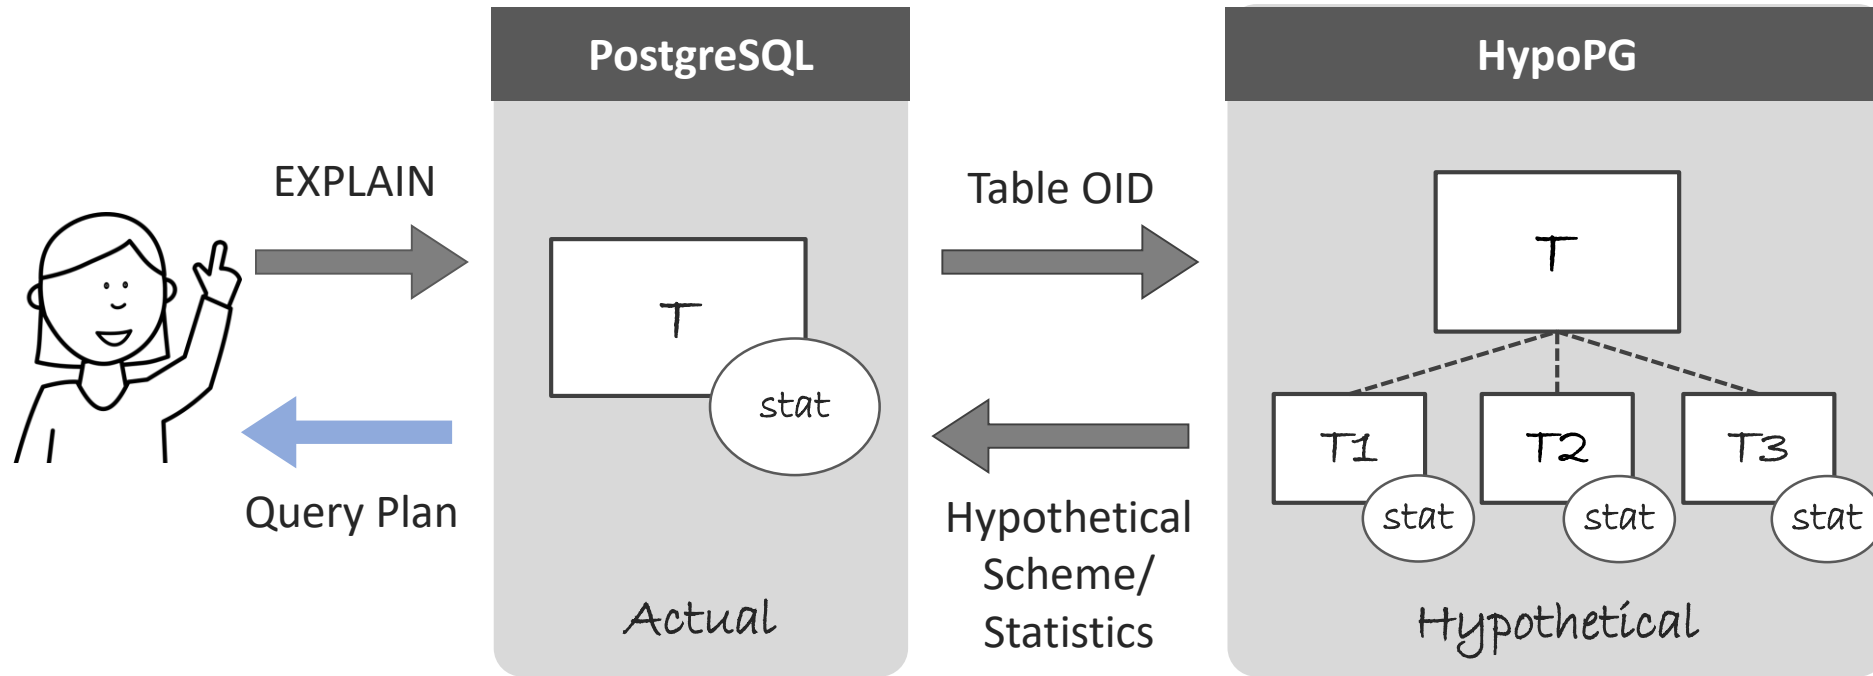 PostgreSQL
HypoPG
EXPLAIN
Table OID
T
T
stat
T1
T2
T3
stat
stat
stat
Query Plan
Hypothetical
Scheme/
Statistics
Actual
Hypothetical